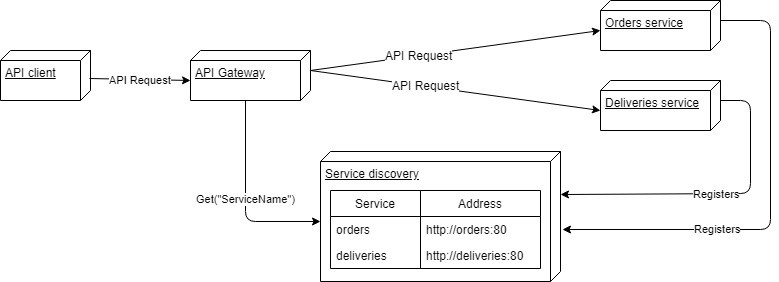 Orders service
API client
API Request
API Gateway
API Request
API Request
Deliveries service
Service discovery
Get("ServiceName")
Service Address
orders http://orders:80
deliveries http://deliveries:80
Registers
Registers